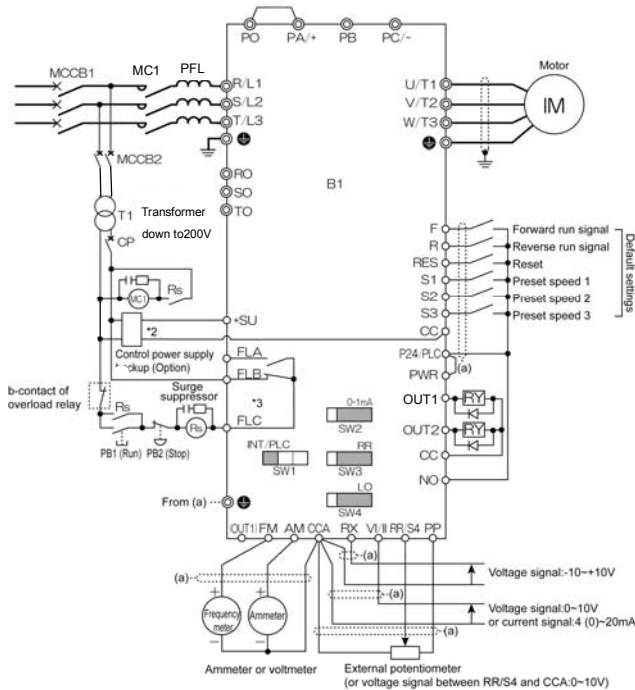 PO PA/+ PB PC/-
MCCB1 MC1 PFL
R/L1
S/L2
T/L3
U/T1
V/T2
W/T3
Motor
IM
MCCB2
RO
SO
TO
B1
T1
Transformer
down to200V
CP
F
R
RES
S1
S2
S3
CC
Forward run signal
Reverse run signal
Reset
Preset speed 1
Preset speed 2
Preset speed 3
Default settings
MC1
Rs
+SU
*2
Control power supply
backup (Option)
P24/PLC
(a)
PWR
FLA
FLB
*3
FLC
b-contact of
overload relay
Surge
suppressor
Rs
Rs
PB1 (Run) PB2 (Stop)
OUT1
RY
OUT2
RY
CC
NO
0-1mA
SW2
INT/PLC
SW1
RR
SW3
LO
SW4
From (a)
(OUT1) FM AM CCA RX VI/II RR/S4 PP
(a)
(a)
(a)
(a)
Voltage signal:-10~+10V
Voltage signal:0~10V
or current signal:4 (0)~20mA
+
+
Frequency
meter
Ammeter
−
−
Ammeter or voltmeter
External potentiometer
(or voltage signal between RR/S4 and CCA:0~10V)